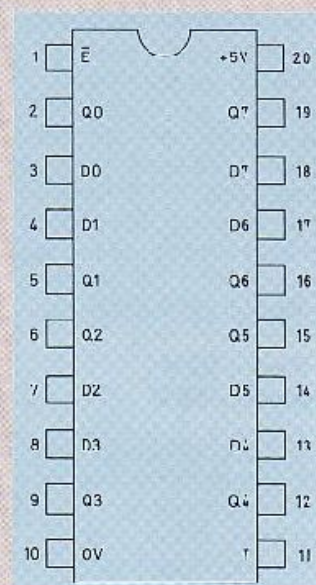 1 E̅ +5V 20
2 Q0 Q7 19
3 D0 D7 18
4 D1 D6 17
5 Q1 Q6 16
6 Q2 Q5 15
7 D2 D5 14
8 D3 D4 13
9 Q3 Q4 12
10 0V 11